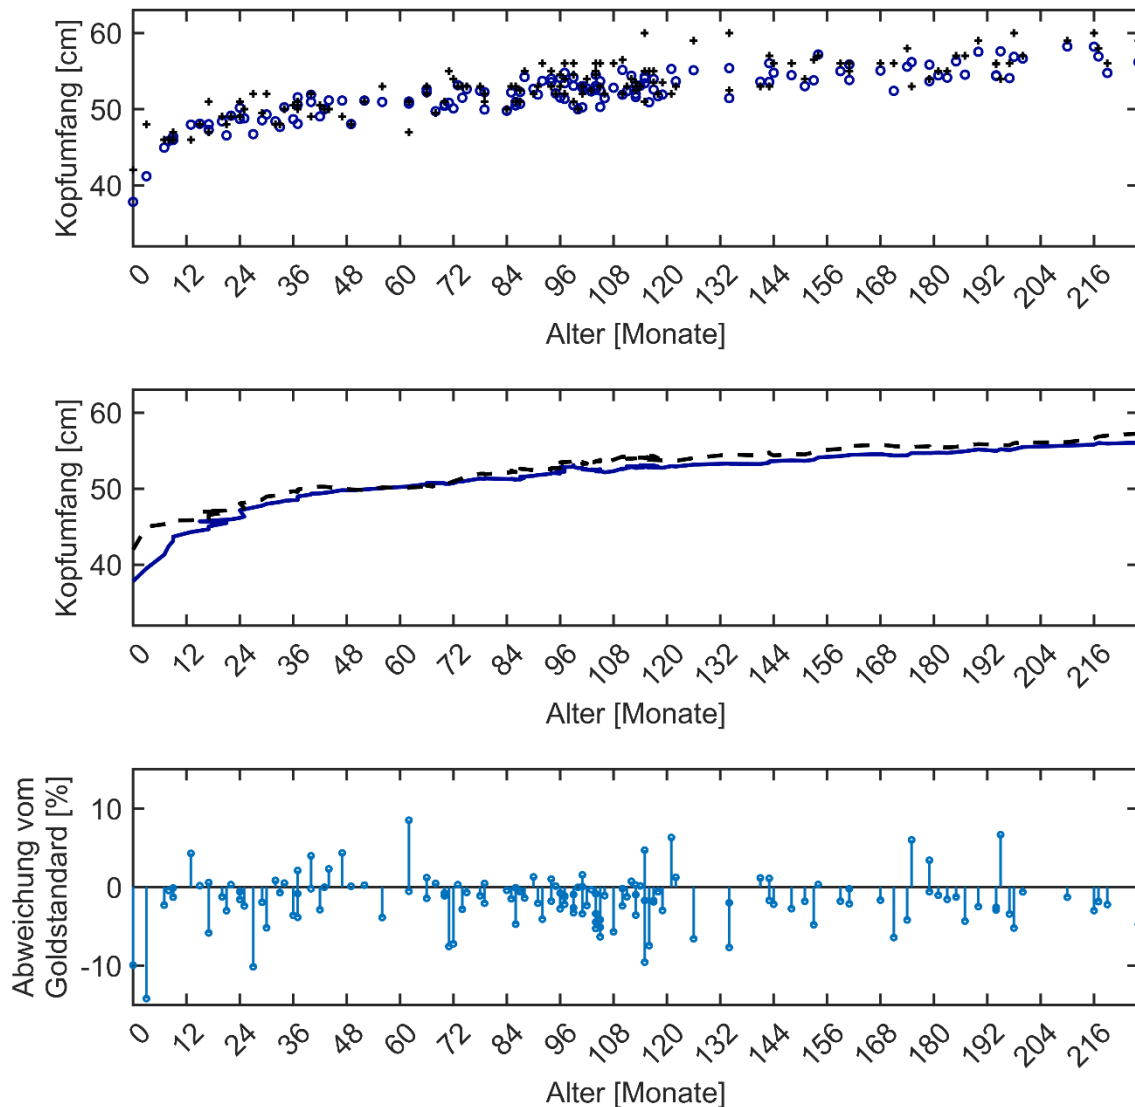 60
50
40
Kopfumfang [cm]
0 12 24 36 48 60 72 84 96 108 120 132 144 156 168 180 192 204 216
Alter [Monate]
60
50
40
Kopfumfang [cm]
0 12 24 36 48 60 72 84 96 108 120 132 144 156 168 180 192 204 216
Alter [Monate]
10
0
-10
Abweichung vom
Goldstandard [%]
0 12 24 36 48 60 72 84 96 108 120 132 144 156 168 180 192 204 216
Alter [Monate]